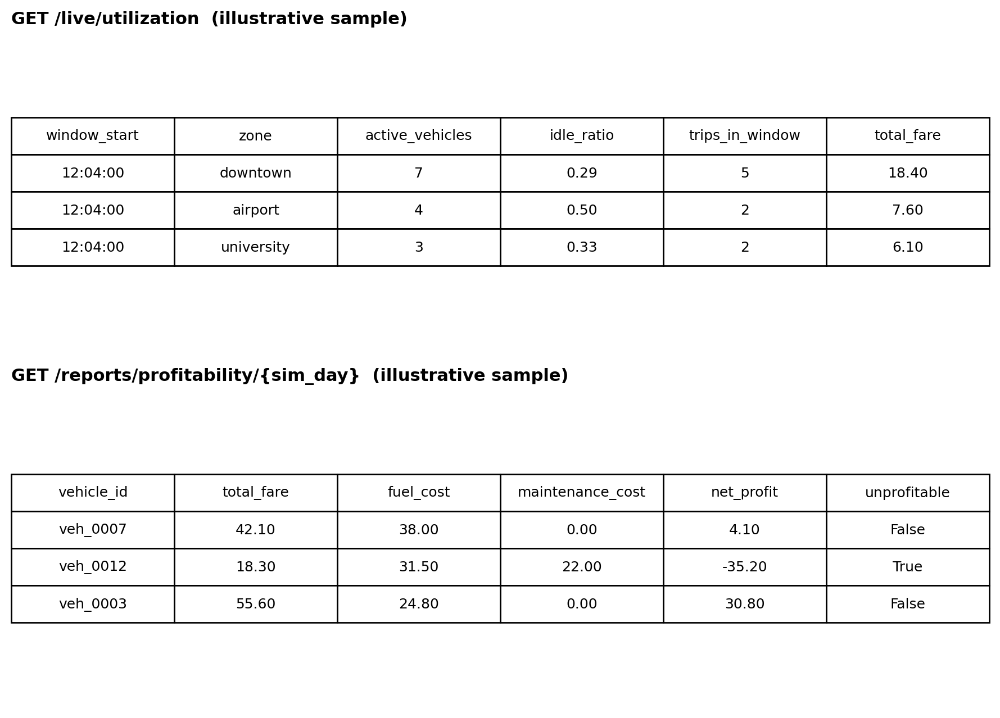 GET /live/utilization  (illustrative sample)
window_start zone active_vehicles idle_ratio trips_in_window total_fare
12:04:00 downtown 7 0.29 5 18.40
12:04:00 airport 4 0.50 2 7.60
12:04:00 university 3 0.33 2 6.10
GET /reports/profitability/{sim_day}  (illustrative sample)
vehicle_id total_fare fuel_cost maintenance_cost net_profit unprofitable
veh_0007 42.10 38.00 0.00 4.10 False
veh_0012 18.30 31.50 22.00 -35.20 True
veh_0003 55.60 24.80 0.00 30.80 False